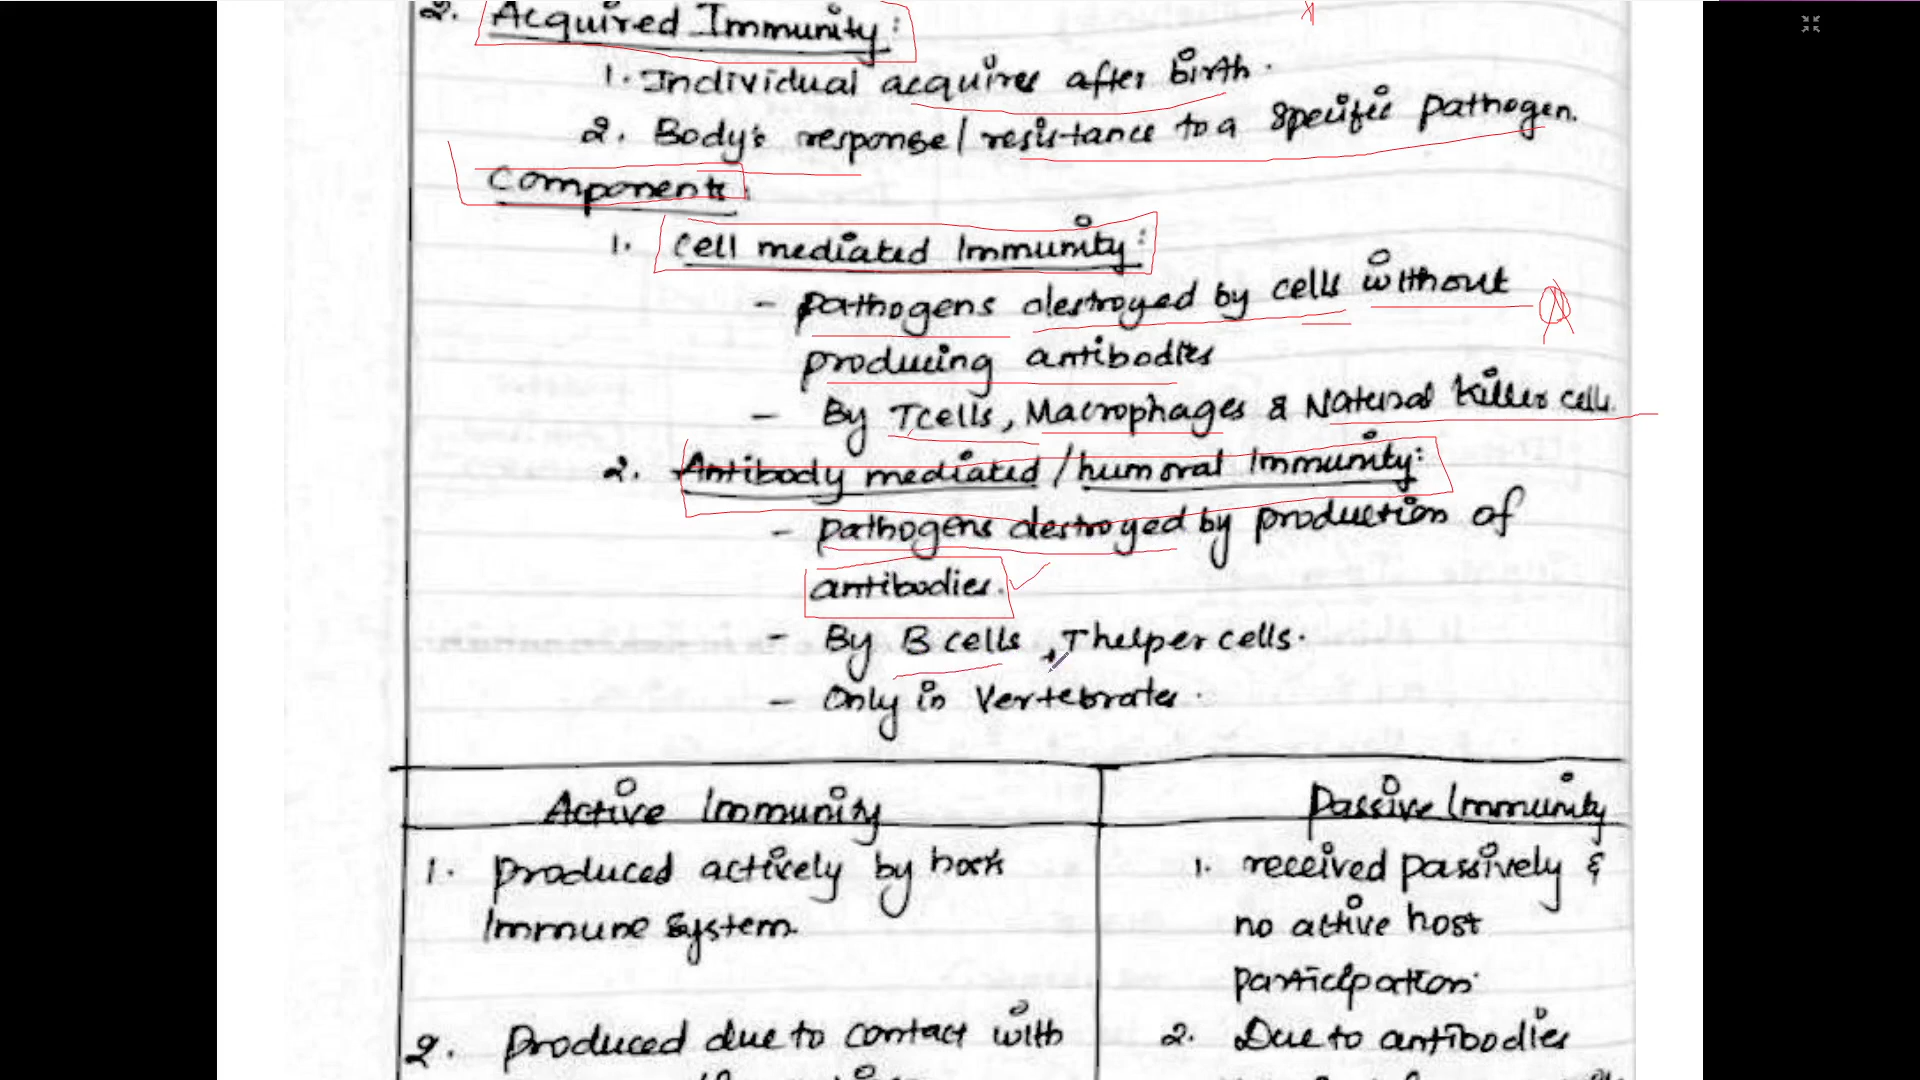 2. Acquired Immunity:
1. Individual acquires after birth.
2. Body's response/resistance to a specific pathogen.
Components:
1. Cell mediated Immunity:
- pathogens destroyed by cells without
producing antibodies
- By T cells, Macrophages & Natural killer cells.
2. Antibody mediated/humoral Immunity:
- pathogens destroyed by production of
antibodies.
- By B cells, T helper cells.
- Only in Vertebrates.
Active Immunity
Passive Immunity
1. produced actively by host's
Immune System.
1. received passively &
no active host
participation.
2. Produced due to contact with
2. Due to antibodies